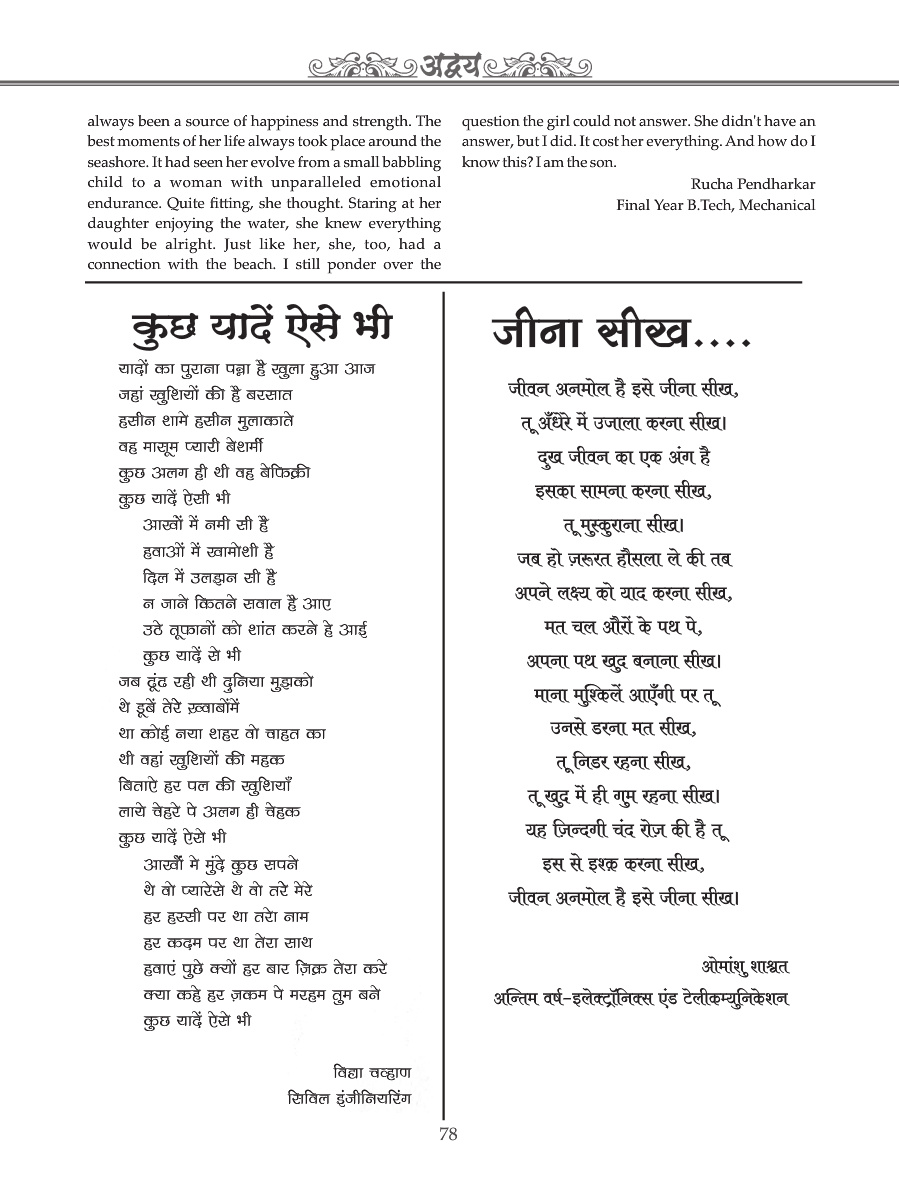 अद्वय
always been a source of happiness and strength. The
best moments of her life always took place around the
seashore. It had seen her evolve from a small babbling
child to a woman with unparalleled emotional
endurance. Quite fitting, she thought. Staring at her
daughter enjoying the water, she knew everything
would be alright. Just like her, she, too, had a
connection with the beach. I still ponder over the
question the girl could not answer. She didn't have an
answer, but I did. It cost her everything. And how do I
know this? I am the son.
Rucha Pendharkar
Final Year B.Tech, Mechanical
कुछ यादें ऐसे भी
यादों का पुराना पन्ना है खुला हुआ आज
जहां खुशियों की है बरसात
हसीन शामे हसीन मुलाकाते
वह मासूम प्यारी बेशर्मी
कुछ अलग ही थी वह बेफिक्री
कुछ यादें ऐसी भी
आखों में नमी सी है
हवाओं में खामोशी है
दिल में उलझन सी है
न जाने कितने सवाल है आए
उठे तूफानों को शांत करने हे आई
कुछ यादें से भी
जब ढूंढ रही थी दुनिया मुझको
थे डूबें तेरे ख़्वाबोंमें
था कोई नया शहर वो चाहत का
थी वहां खुशियों की महक
बिताऐ हर पल की खुशियाँ
लाये चेहरे पे अलग ही चेहक
कुछ यादें ऐसे भी
आखोँ मे मुंदे कुछ सपने
थे वो प्यारेसे थे वो तरे मेरे
हर हस्सी पर था तरेा नाम
हर कदम पर था तेरा साथ
हवाएं पुछे क्यों हर बार ज़िक्र तेरा करे
क्या कहे हर ज़कम पे मरहम तुम बने
कुछ यादें ऐसे भी
विद्या चव्हाण
सिविल इंजीनियरिंग
जीना सीख....
जीवन अनमोल है इसे जीना सीख,
तू अँधेरे में उजाला करना सीख।
दुख जीवन का एक अंग है
इसका सामना करना सीख,
तू मुस्कुराना सीख।
जब हो ज़रूरत हौसला ले की तब
अपने लक्ष्य को याद करना सीख,
मत चल औरों के पथ पे,
अपना पथ खुद बनाना सीख।
माना मुश्किलें आएँगी पर तू
उनसे डरना मत सीख,
तू निडर रहना सीख,
तू खुद में ही गुम रहना सीख।
यह ज़िन्दगी चंद रोज़ की है तू
इस से इश्क़ करना सीख,
जीवन अनमोल है इसे जीना सीख।
ओमांशु शाश्वत
अन्तिम वर्ष-इलेक्ट्रॉनिक्स एंड टेलीकम्युनिकेशन
78